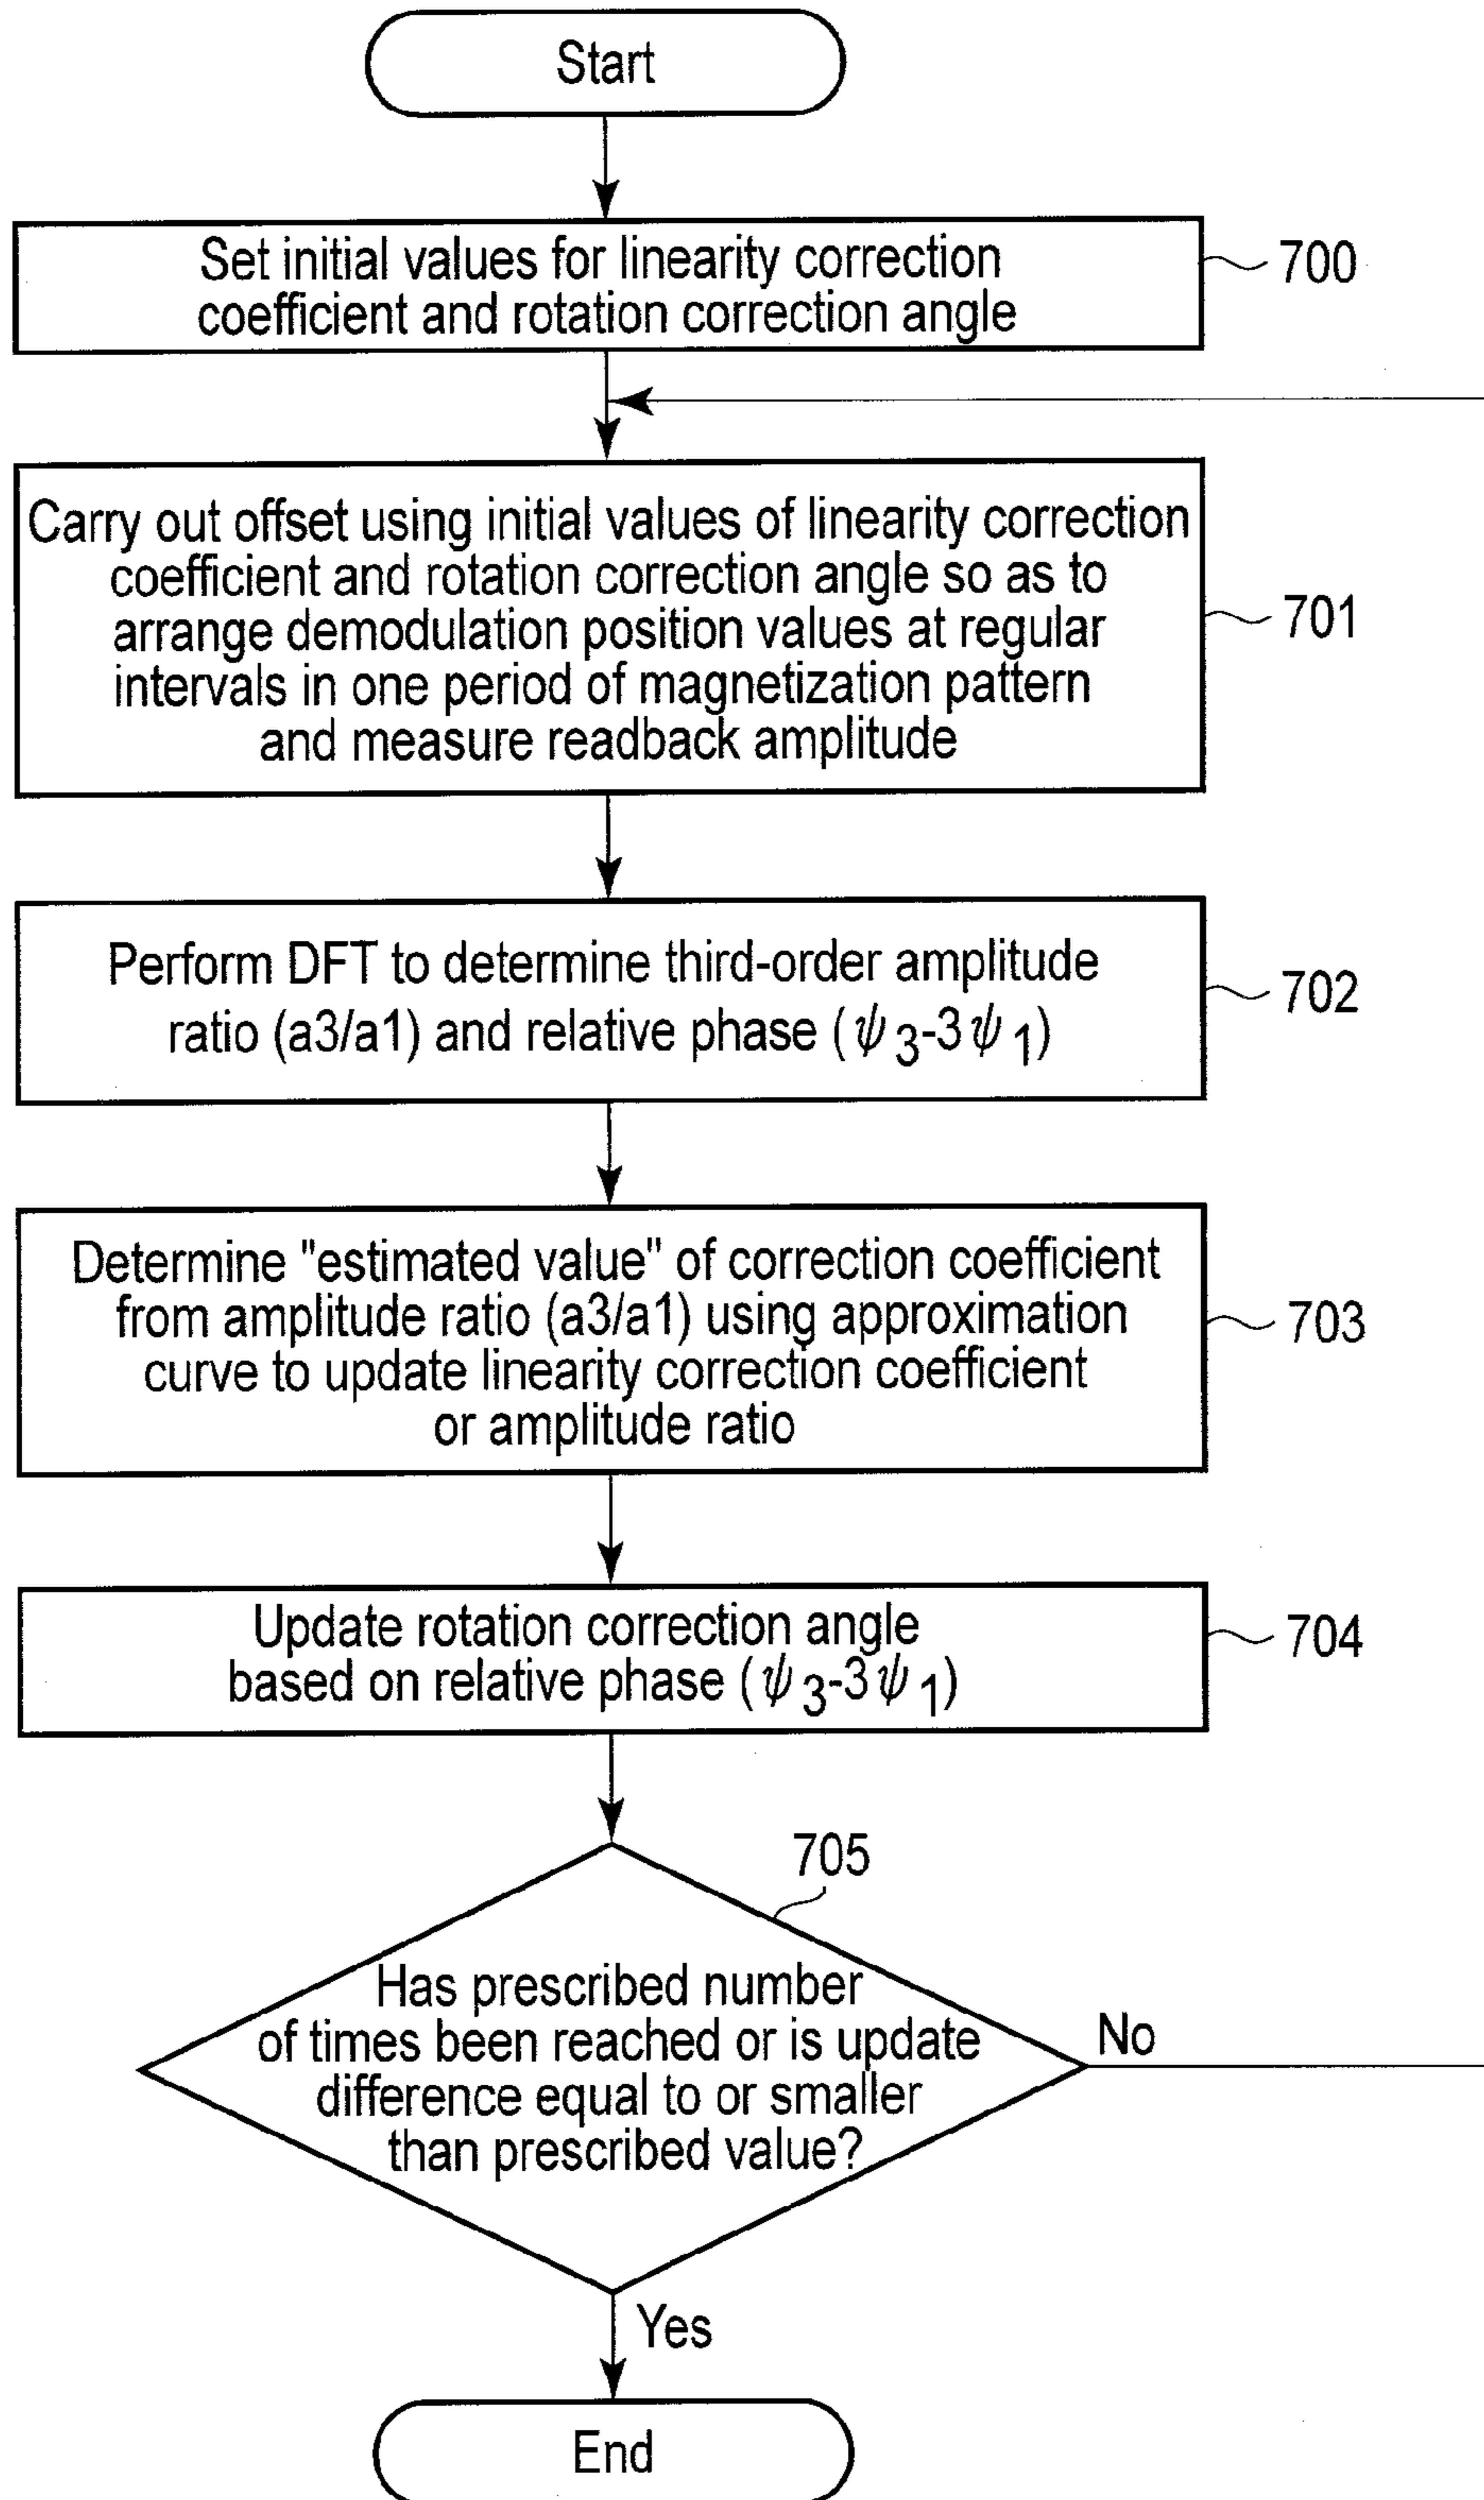 Start
Set initial values for linearity correction
coefficient and rotation correction angle
700
Carry out offset using initial values of linearity correction
coefficient and rotation correction angle so as to
arrange demodulation position values at regular
intervals in one period of magnetization pattern
and measure readback amplitude
701
Perform DFT to determine third-order amplitude
ratio (a3/a1) and relative phase (ψ3-3ψ1)
702
Determine "estimated value" of correction coefficient
from amplitude ratio (a3/a1) using approximation
curve to update linearity correction coefficient
or amplitude ratio
703
Update rotation correction angle
based on relative phase (ψ3-3ψ1)
704
705
Has prescribed number
of times been reached or is update
difference equal to or smaller
than prescribed value?
No
Yes
End